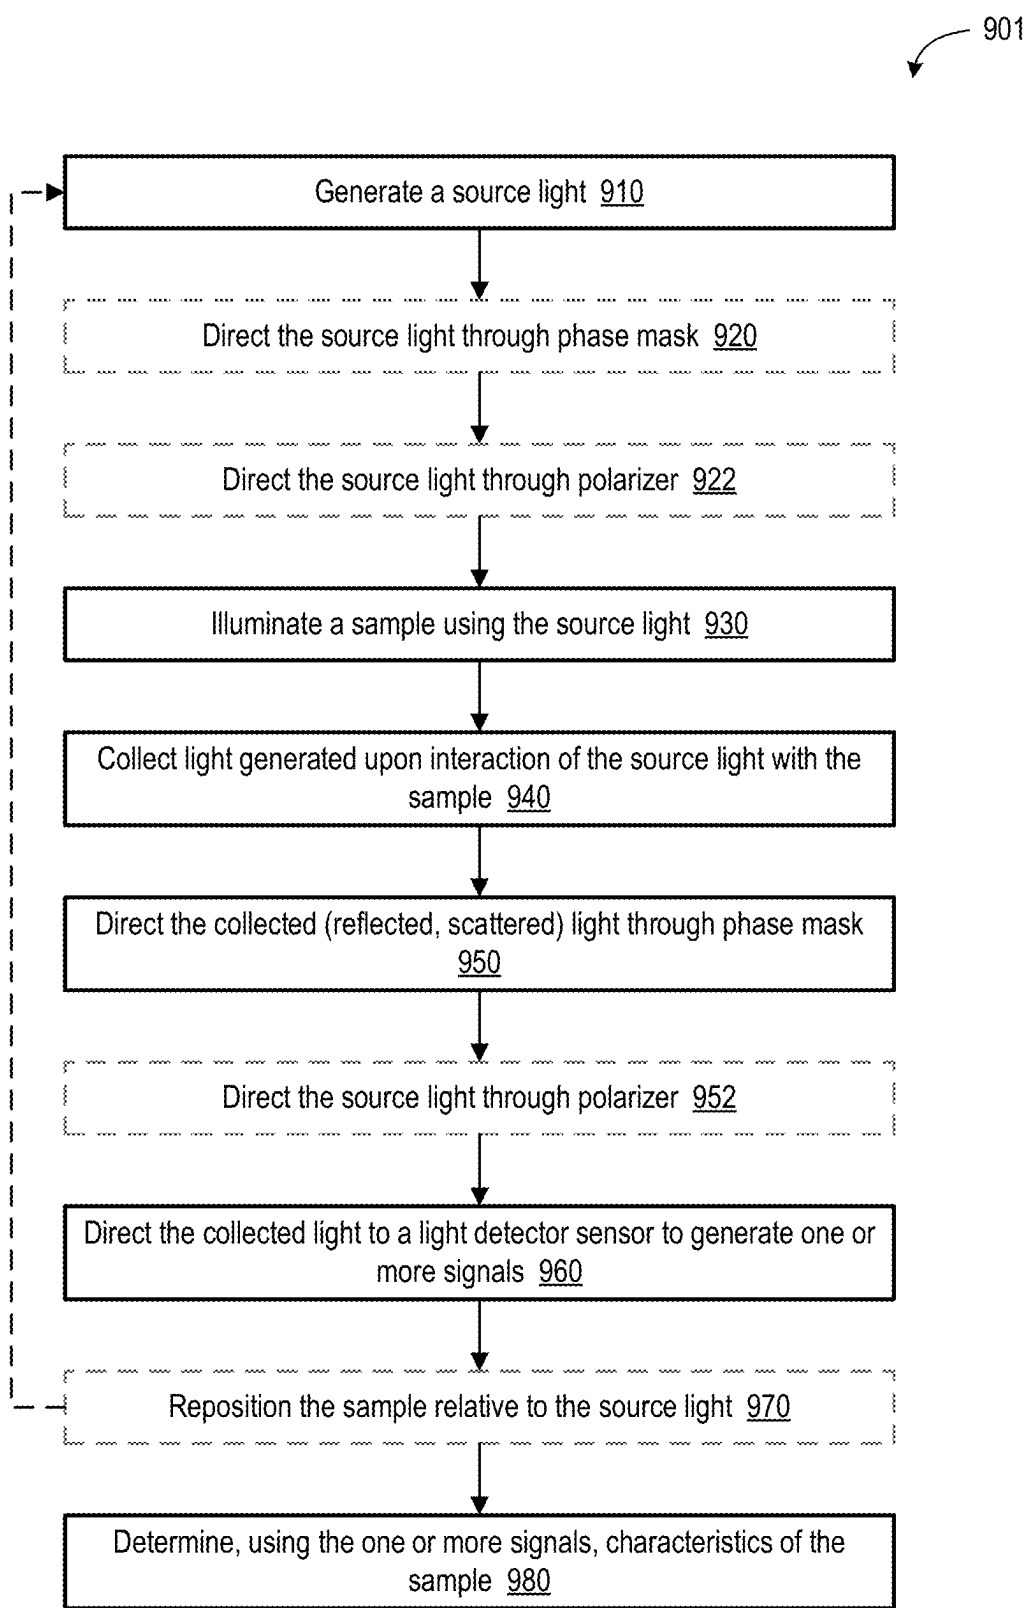 901
Generate a source light 910
Direct the source light through phase mask 920
Direct the source light through polarizer 922
Illuminate a sample using the source light 930
Collect light generated upon interaction of the source light with the
sample 940
Direct the collected (reflected, scattered) light through phase mask
950
Direct the source light through polarizer 952
Direct the collected light to a light detector sensor to generate one or
more signals 960
Reposition the sample relative to the source light 970
Determine, using the one or more signals, characteristics of the
sample 980